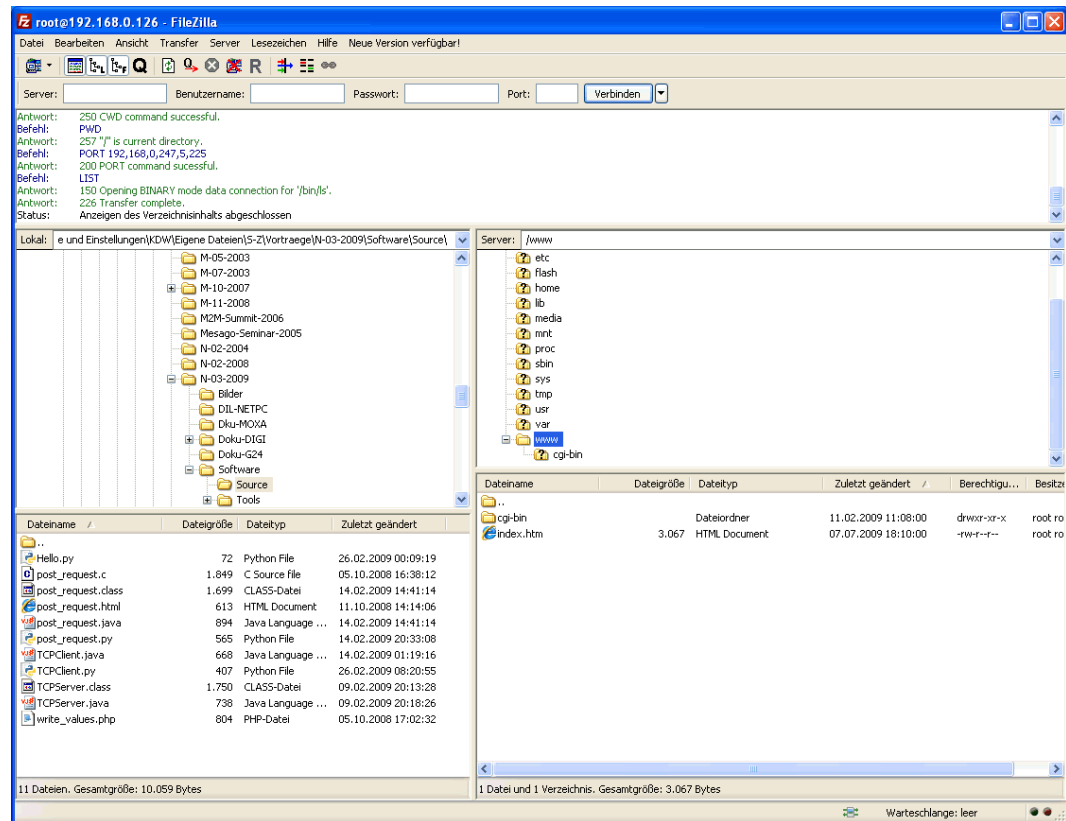 root@192.168.0.126 - FileZilla
Datei Bearbeiten Ansicht Transfer Server Lesezeichen Hilfe Neue Version verfügbar!
Server: Benutzername: Passwort: Port: Verbinden
Antwort: 250 CWD command successful.
Befehl: PWD
Antwort: 257 "/" is current directory.
Befehl: PORT 192,168,0,247,5,225
Antwort: 200 PORT command sucessful.
Befehl: LIST
Antwort: 150 Opening BINARY mode data connection for '/bin/ls'.
Antwort: 226 Transfer complete.
Status: Anzeigen des Verzeichnisinhalts abgeschlossen
Lokal: e und Einstellungen\KDW\Eigene Dateien\S-Z\Vortraege\N-03-2009\Software\Source\
M-05-2003
M-07-2003
M-10-2007
M-11-2008
M2M-Summit-2006
Mesago-Seminar-2005
N-02-2004
N-02-2008
N-03-2009
Bilder
DIL-NETPC
Dku-MOXA
Doku-DIGI
Doku-G24
Software
Source
Tools
Dateiname Dateigröße Dateityp Zuletzt geändert
..
Hello.py 72 Python File 26.02.2009 00:09:19
post_request.c 1.849 C Source file 05.10.2008 16:38:12
post_request.class 1.699 CLASS-Datei 14.02.2009 14:41:14
post_request.html 613 HTML Document 11.10.2008 14:14:06
post_request.java 894 Java Language ... 14.02.2009 14:41:14
post_request.py 565 Python File 14.02.2009 20:33:08
TCPClient.java 668 Java Language ... 14.02.2009 01:19:16
TCPClient.py 407 Python File 26.02.2009 08:20:55
TCPServer.class 1.750 CLASS-Datei 09.02.2009 20:13:28
TCPServer.java 738 Java Language ... 09.02.2009 20:18:26
write_values.php 804 PHP-Datei 05.10.2008 17:02:32
11 Dateien. Gesamtgröße: 10.059 Bytes
Server: /www
etc
flash
home
lib
media
mnt
proc
sbin
sys
tmp
usr
var
www
cgi-bin
Dateiname Dateigröße Dateityp Zuletzt geändert Berechtigu... Besitze
..
cgi-bin Dateiordner 11.02.2009 11:08:00 drwxr-xr-x root ro
index.htm 3.067 HTML Document 07.07.2009 18:10:00 -rw-r--r-- root ro
1 Datei und 1 Verzeichnis. Gesamtgröße: 3.067 Bytes
Warteschlange: leer